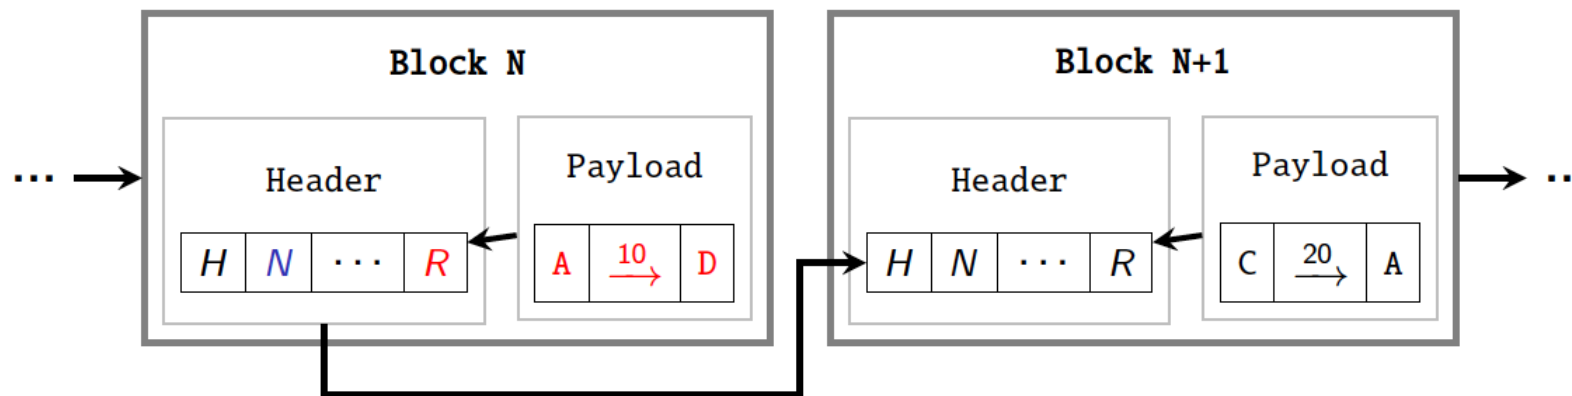 Block N
Block N+1
... Header Payload Header Payload ..
H N ... R A 10 D H N ... R C 20 A